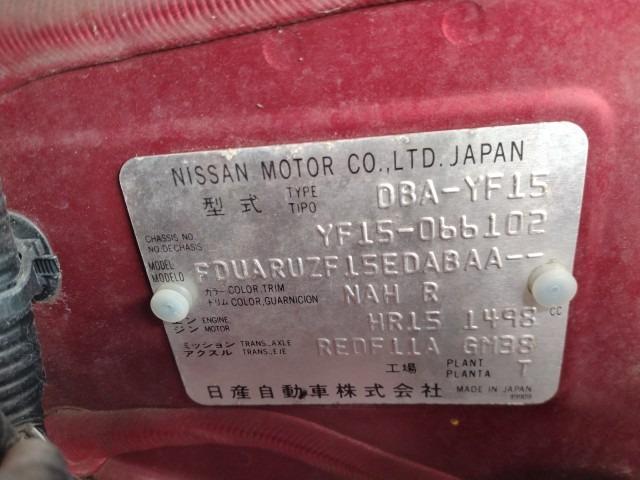 NISSAN MOTOR CO.,LTD. JAPAN
型式 TYPE TIPO DBA-YF15
CHASSIS NO. NO.DECHASIS YF15-066102
MODEL MODELO FDUARUZF15EDABAA--
カラー COLOR,TRIM
トリム COLOR,GUARNICION NAH R
エンジン ENGINE MOTOR HR15 1498 CC
ミッション TRANS.,AXLE
アクスル TRANS.,EJE REOF11A GM38
工場 PLANT PLANTA T
日産自動車株式会社 MADE IN JAPAN